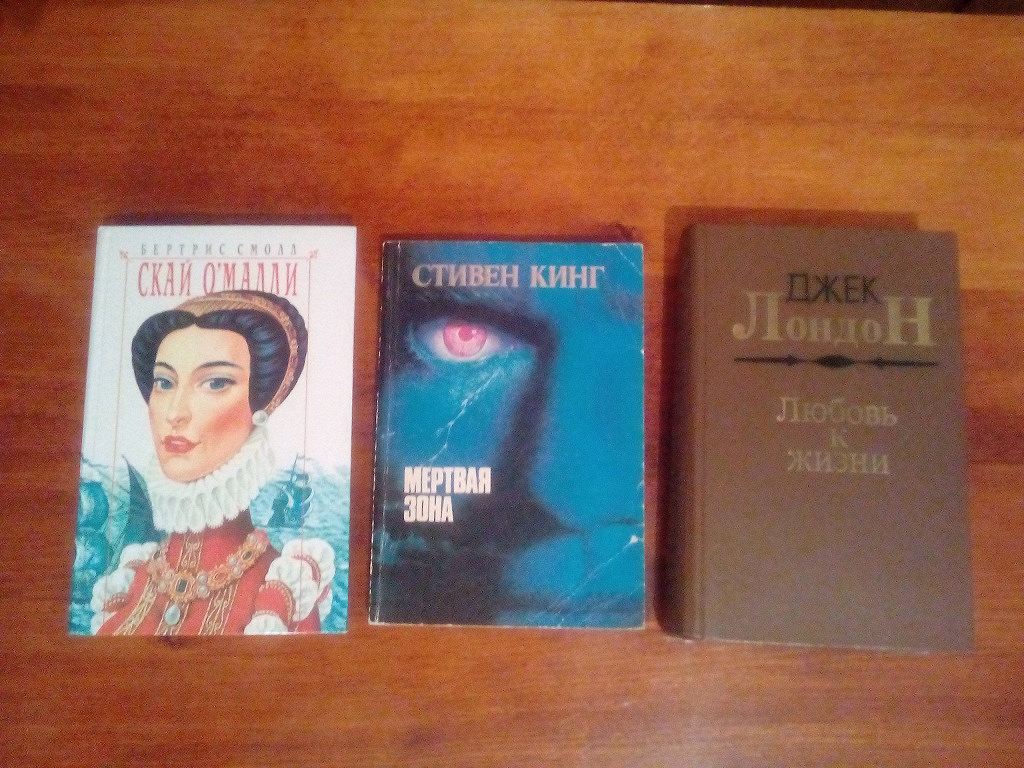 БЕРТРИС СМОЛЛ
СКАЙ О'МАЛЛИ
СТИВЕН КИНГ
МЕРТВАЯ
ЗОНА
ДЖЕК
ЛОНДОН
Любовь
к
жизни